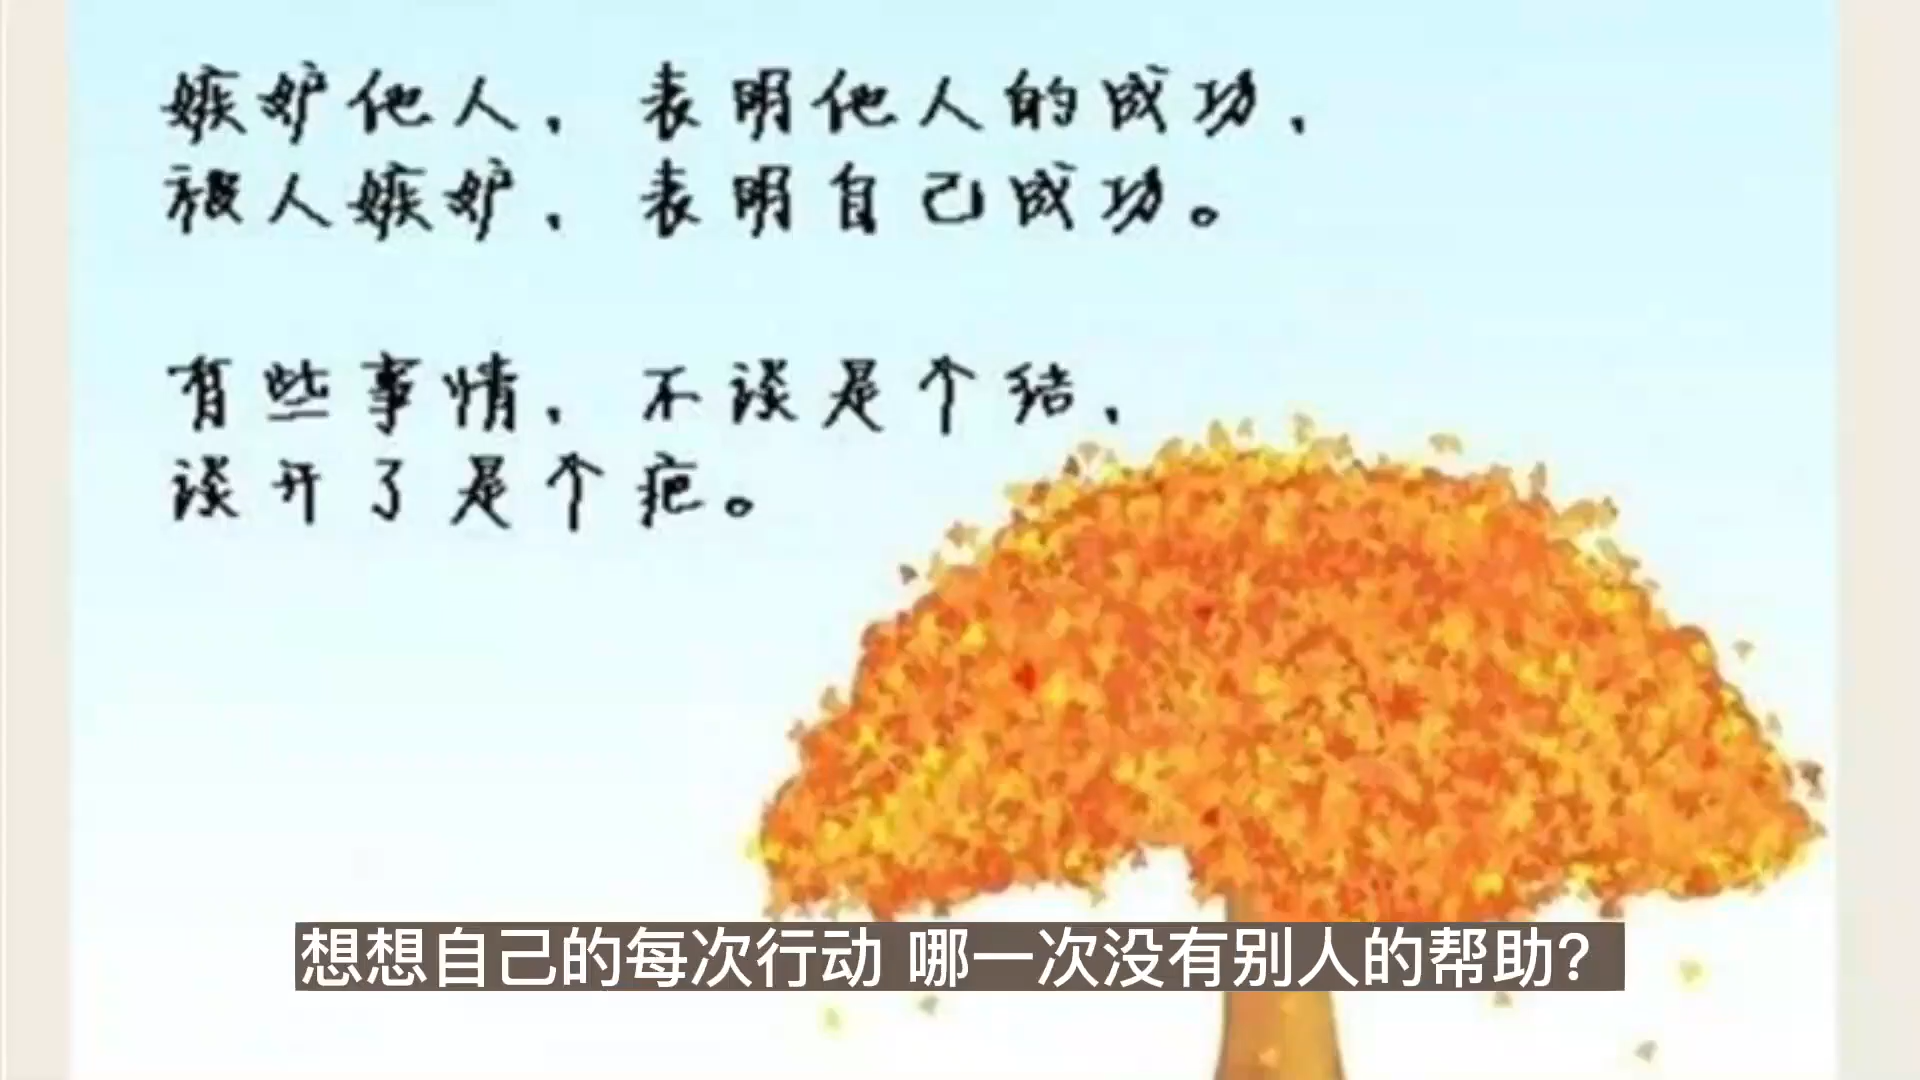 嫉妒他人，表明他人的成功，
被人嫉妒，表明自己成功。
有些事情，不谈是个结，
谈开了是个疤。
想想自己的每次行动 哪一次没有别人的帮助？